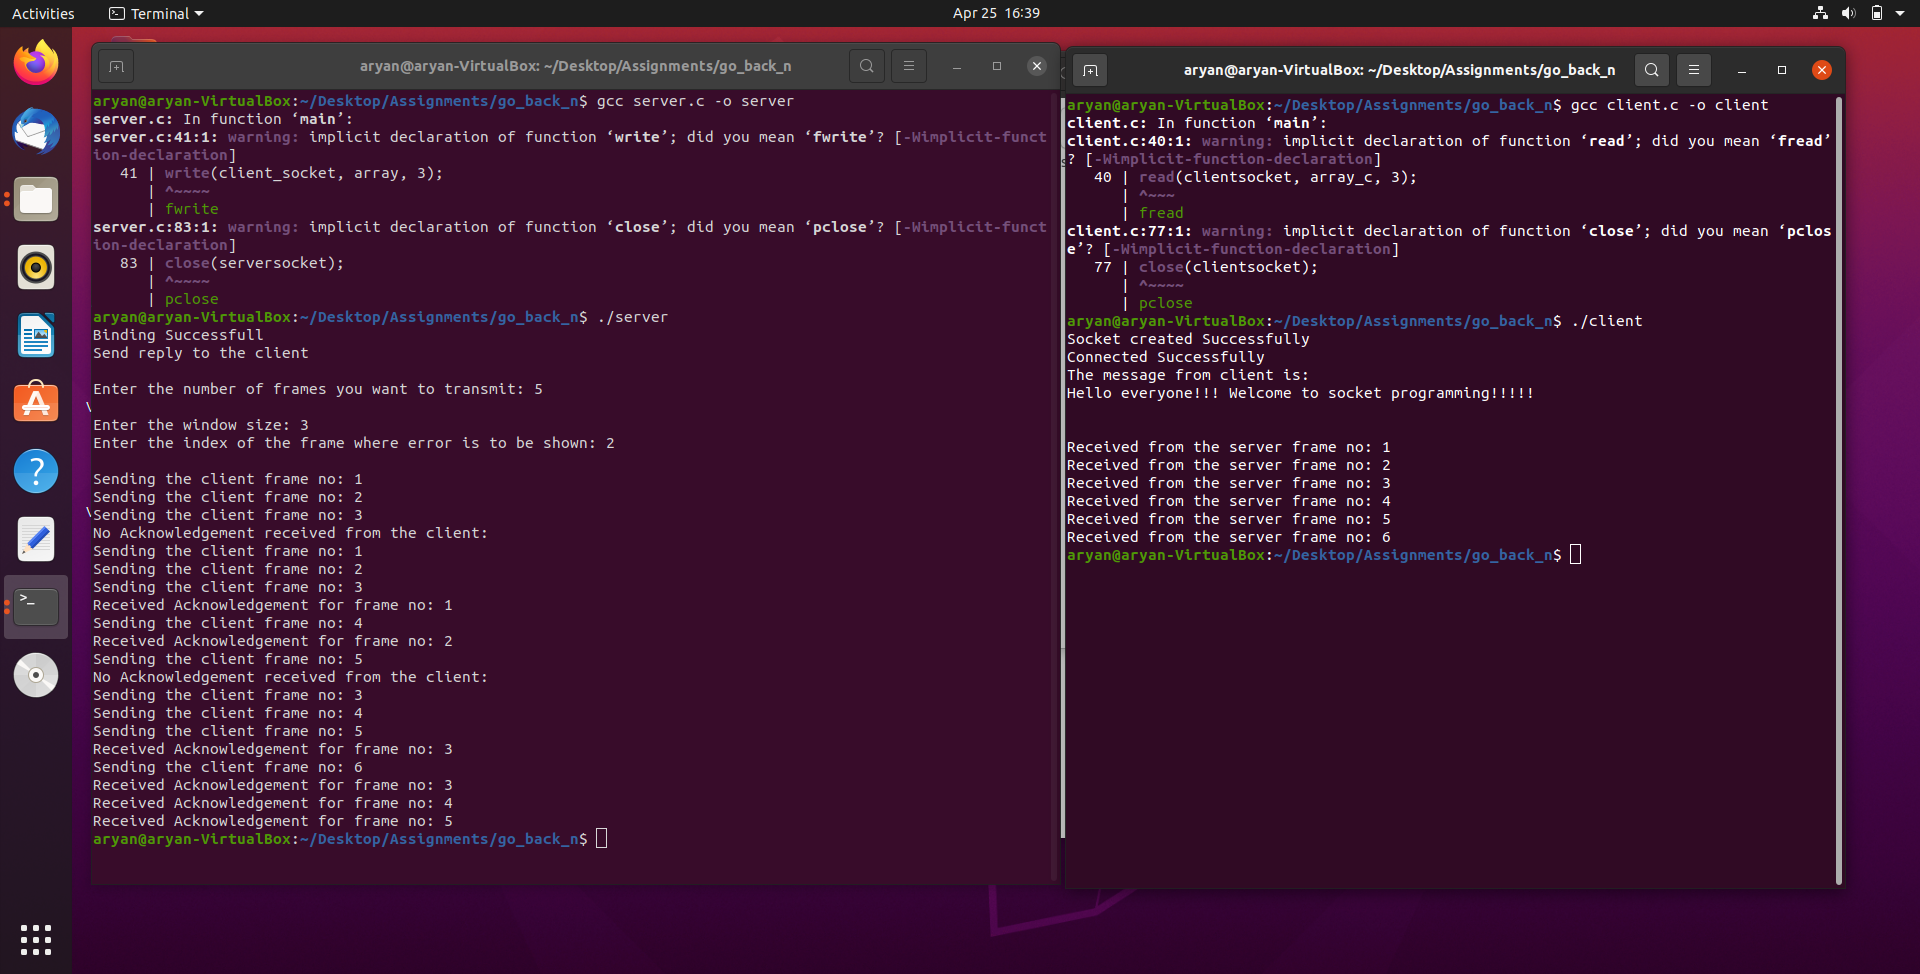 Activities
Terminal
Apr 25 16:39
aryan@aryan-VirtualBox: ~/Desktop/Assignments/go_back_n
aryan@aryan-VirtualBox:~/Desktop/Assignments/go_back_n$ gcc server.c -o server
server.c: In function ‘main’:
server.c:41:1: warning: implicit declaration of function ‘write’; did you mean ‘fwrite’? [-Wimplicit-funct
ion-declaration]
   41 | write(client_socket, array, 3);
      | ^~~~~
      | fwrite
server.c:83:1: warning: implicit declaration of function ‘close’; did you mean ‘pclose’? [-Wimplicit-funct
ion-declaration]
   83 | close(serversocket);
      | ^~~~~
      | pclose
aryan@aryan-VirtualBox:~/Desktop/Assignments/go_back_n$ ./server
Binding Successfull
Send reply to the client
Enter the number of frames you want to transmit: 5
Enter the window size: 3
Enter the index of the frame where error is to be shown: 2
Sending the client frame no: 1
Sending the client frame no: 2
Sending the client frame no: 3
No Acknowledgement received from the client:
Sending the client frame no: 1
Sending the client frame no: 2
Sending the client frame no: 3
Received Acknowledgement for frame no: 1
Sending the client frame no: 4
Received Acknowledgement for frame no: 2
Sending the client frame no: 5
No Acknowledgement received from the client:
Sending the client frame no: 3
Sending the client frame no: 4
Sending the client frame no: 5
Received Acknowledgement for frame no: 3
Sending the client frame no: 6
Received Acknowledgement for frame no: 3
Received Acknowledgement for frame no: 4
Received Acknowledgement for frame no: 5
aryan@aryan-VirtualBox:~/Desktop/Assignments/go_back_n$
aryan@aryan-VirtualBox: ~/Desktop/Assignments/go_back_n
aryan@aryan-VirtualBox:~/Desktop/Assignments/go_back_n$ gcc client.c -o client
client.c: In function ‘main’:
client.c:40:1: warning: implicit declaration of function ‘read’; did you mean ‘fread’
? [-Wimplicit-function-declaration]
   40 | read(clientsocket, array_c, 3);
      | ^~~~
      | fread
client.c:77:1: warning: implicit declaration of function ‘close’; did you mean ‘pclos
e’? [-Wimplicit-function-declaration]
   77 | close(clientsocket);
      | ^~~~~
      | pclose
aryan@aryan-VirtualBox:~/Desktop/Assignments/go_back_n$ ./client
Socket created Successfully
Connected Successfully
The message from client is:
Hello everyone!!! Welcome to socket programming!!!!!
Received from the server frame no: 1
Received from the server frame no: 2
Received from the server frame no: 3
Received from the server frame no: 4
Received from the server frame no: 5
Received from the server frame no: 6
aryan@aryan-VirtualBox:~/Desktop/Assignments/go_back_n$